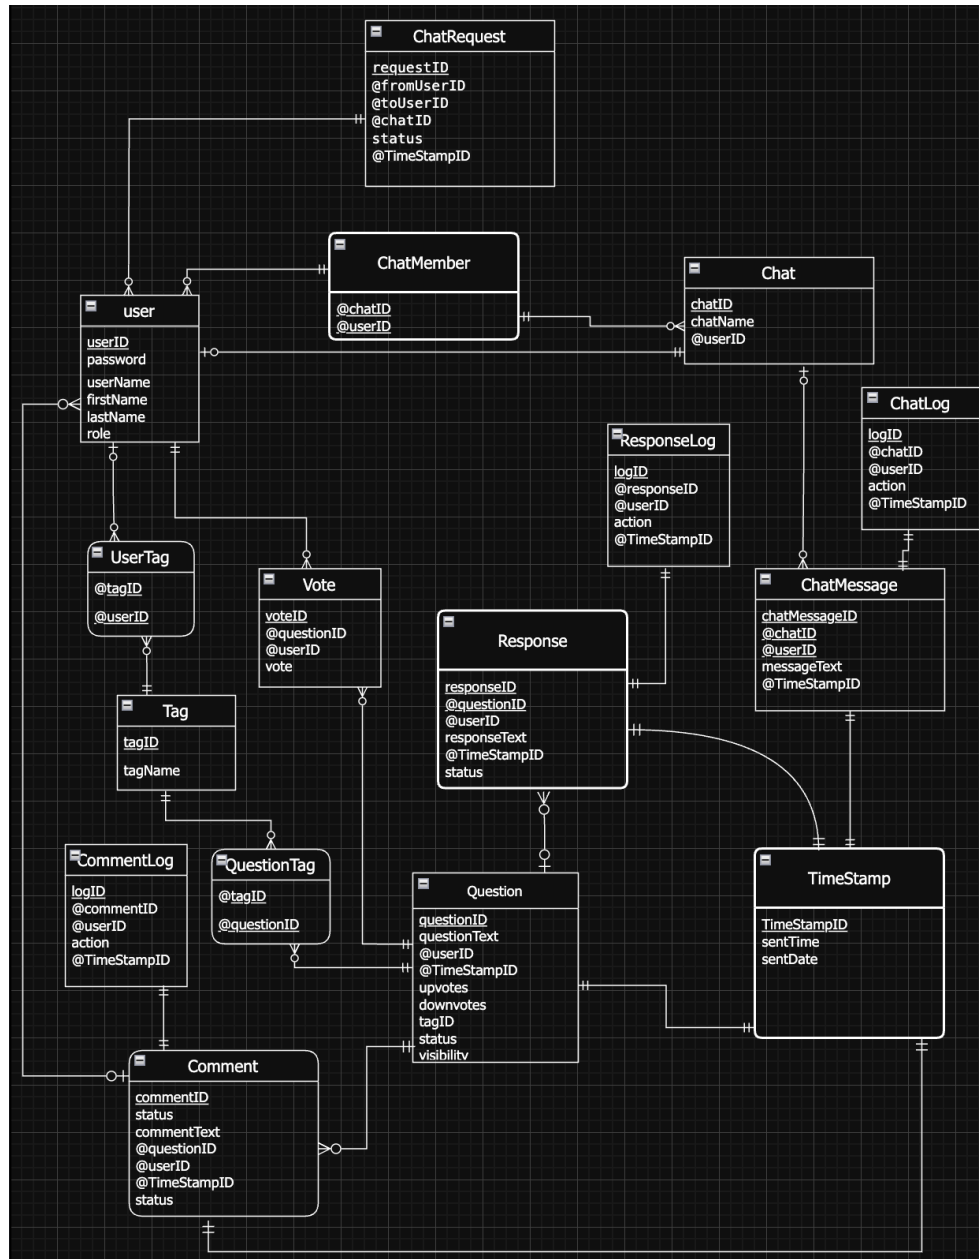 ChatRequest
requestID
@fromUserID
@toUserID
@chatID
status
@TimeStampID
ChatMember
@chatID
@userID
Chat
chatID
chatName
@userID
user
userID
password
userName
firstName
lastName
role
ChatLog
logID
@chatID
@userID
action
@TimeStampID
ResponseLog
logID
@responseID
@userID
action
@TimeStampID
UserTag
@tagID
@userID
Vote
voteID
@questionID
@userID
vote
ChatMessage
chatMessageID
@chatID
@userID
messageText
@TimeStampID
Response
responseID
@questionID
@userID
responseText
@TimeStampID
status
Tag
tagID
tagName
CommentLog
logID
@commentID
@userID
action
@TimeStampID
QuestionTag
@tagID
@questionID
Question
questionID
questionText
@userID
@TimeStampID
upvotes
downvotes
tagID
status
visibility
TimeStamp
TimeStampID
sentTime
sentDate
Comment
commentID
status
commentText
@questionID
@userID
@TimeStampID
status